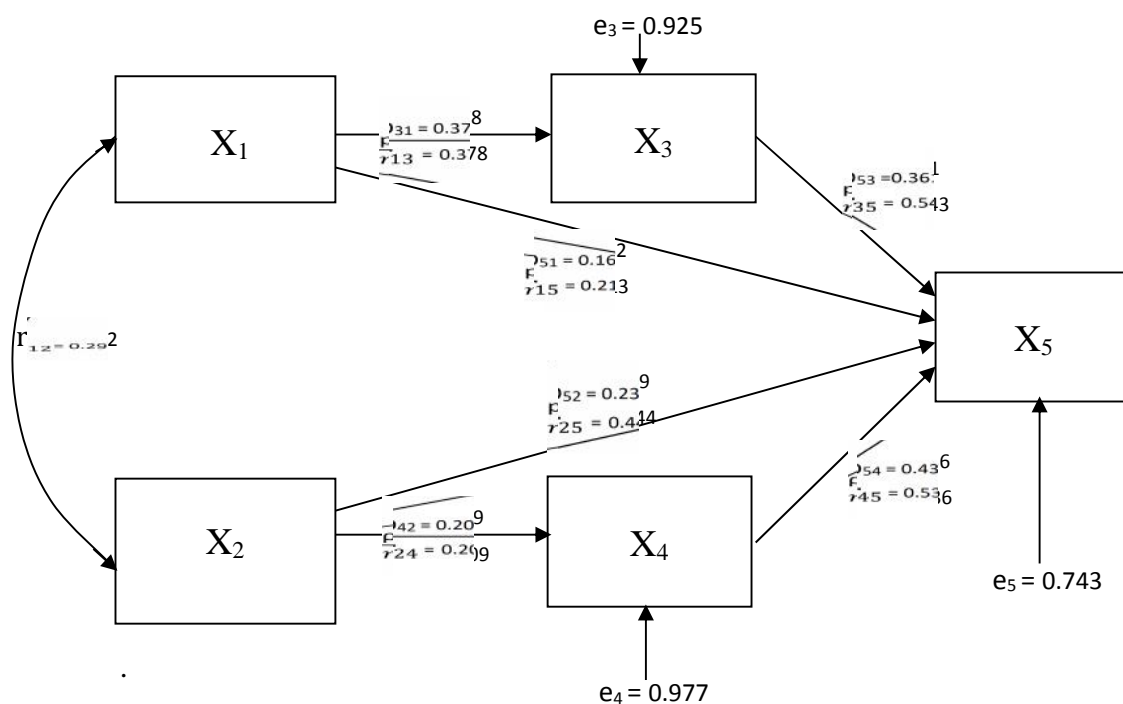 e₃ = 0.925
X₁
p₃₁ = 0.378
r₁₃ = 0.378
X₃
p₅₃ = 0.361
r₃₅ = 0.543
p₅₁ = 0.162
r₁₅ = 0.213
r₁₂ = 0.292
X₅
p₅₂ = 0.239
r₂₅ = 0.444
p₅₄ = 0.436
r₄₅ = 0.536
X₂
p₄₂ = 0.209
r₂₄ = 0.209
X₄
e₅ = 0.743
e₄ = 0.977
.